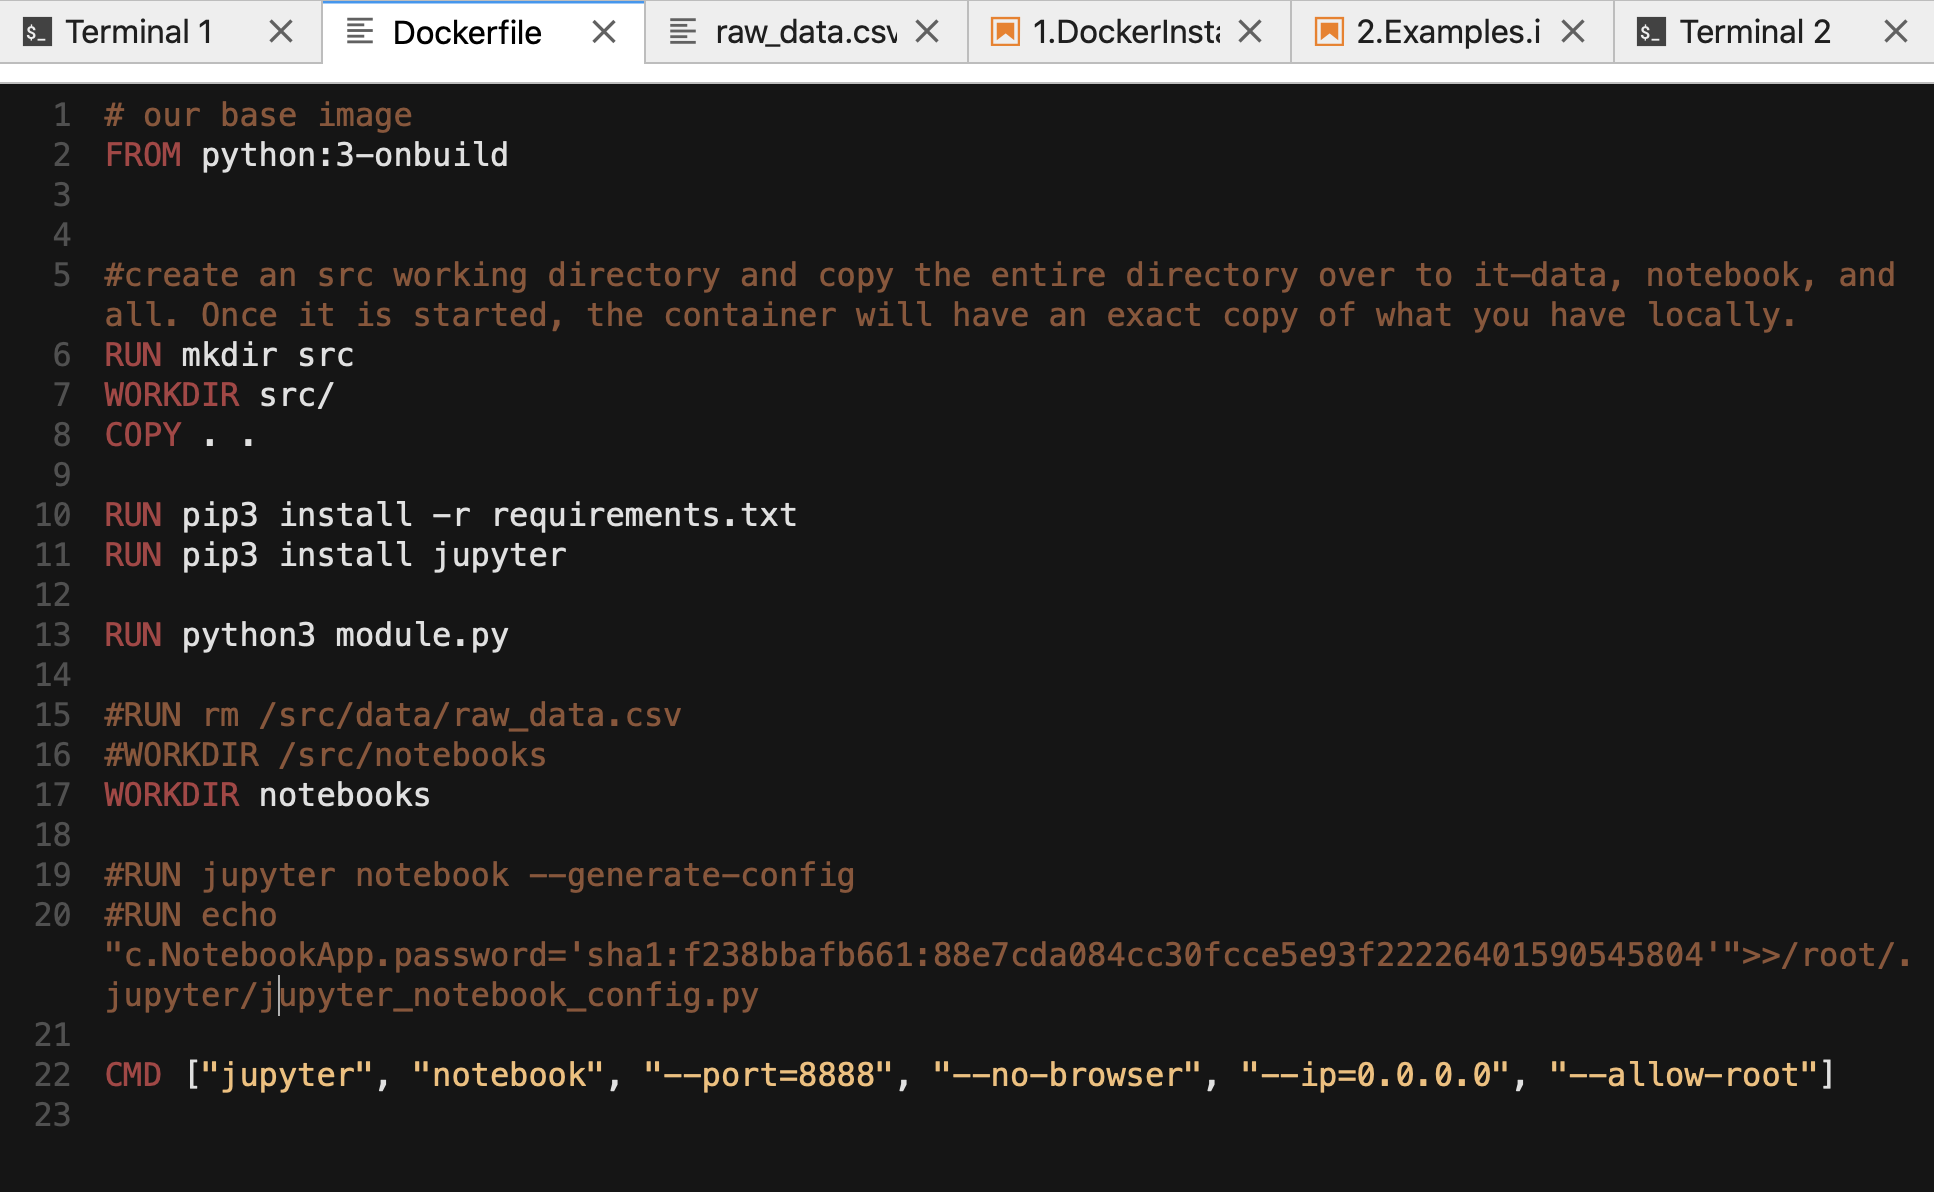 Terminal 1
Dockerfile
raw_data.csv
1.DockerInsta
2.Examples.i
Terminal 2
1 # our base image
2 FROM python:3-onbuild
3
4
5 #create an src working directory and copy the entire directory over to it—data, notebook, and
all. Once it is started, the container will have an exact copy of what you have locally.
6 RUN mkdir src
7 WORKDIR src/
8 COPY . .
9
10 RUN pip3 install -r requirements.txt
11 RUN pip3 install jupyter
12
13 RUN python3 module.py
14
15 #RUN rm /src/data/raw_data.csv
16 #WORKDIR /src/notebooks
17 WORKDIR notebooks
18
19 #RUN jupyter notebook --generate-config
20 #RUN echo
"c.NotebookApp.password='sha1:f238bbafb661:88e7cda084cc30fcce5e93f22226401590545804'">>/root/.
jupyter/jupyter_notebook_config.py
21
22 CMD ["jupyter", "notebook", "--port=8888", "--no-browser", "--ip=0.0.0.0", "--allow-root"]
23